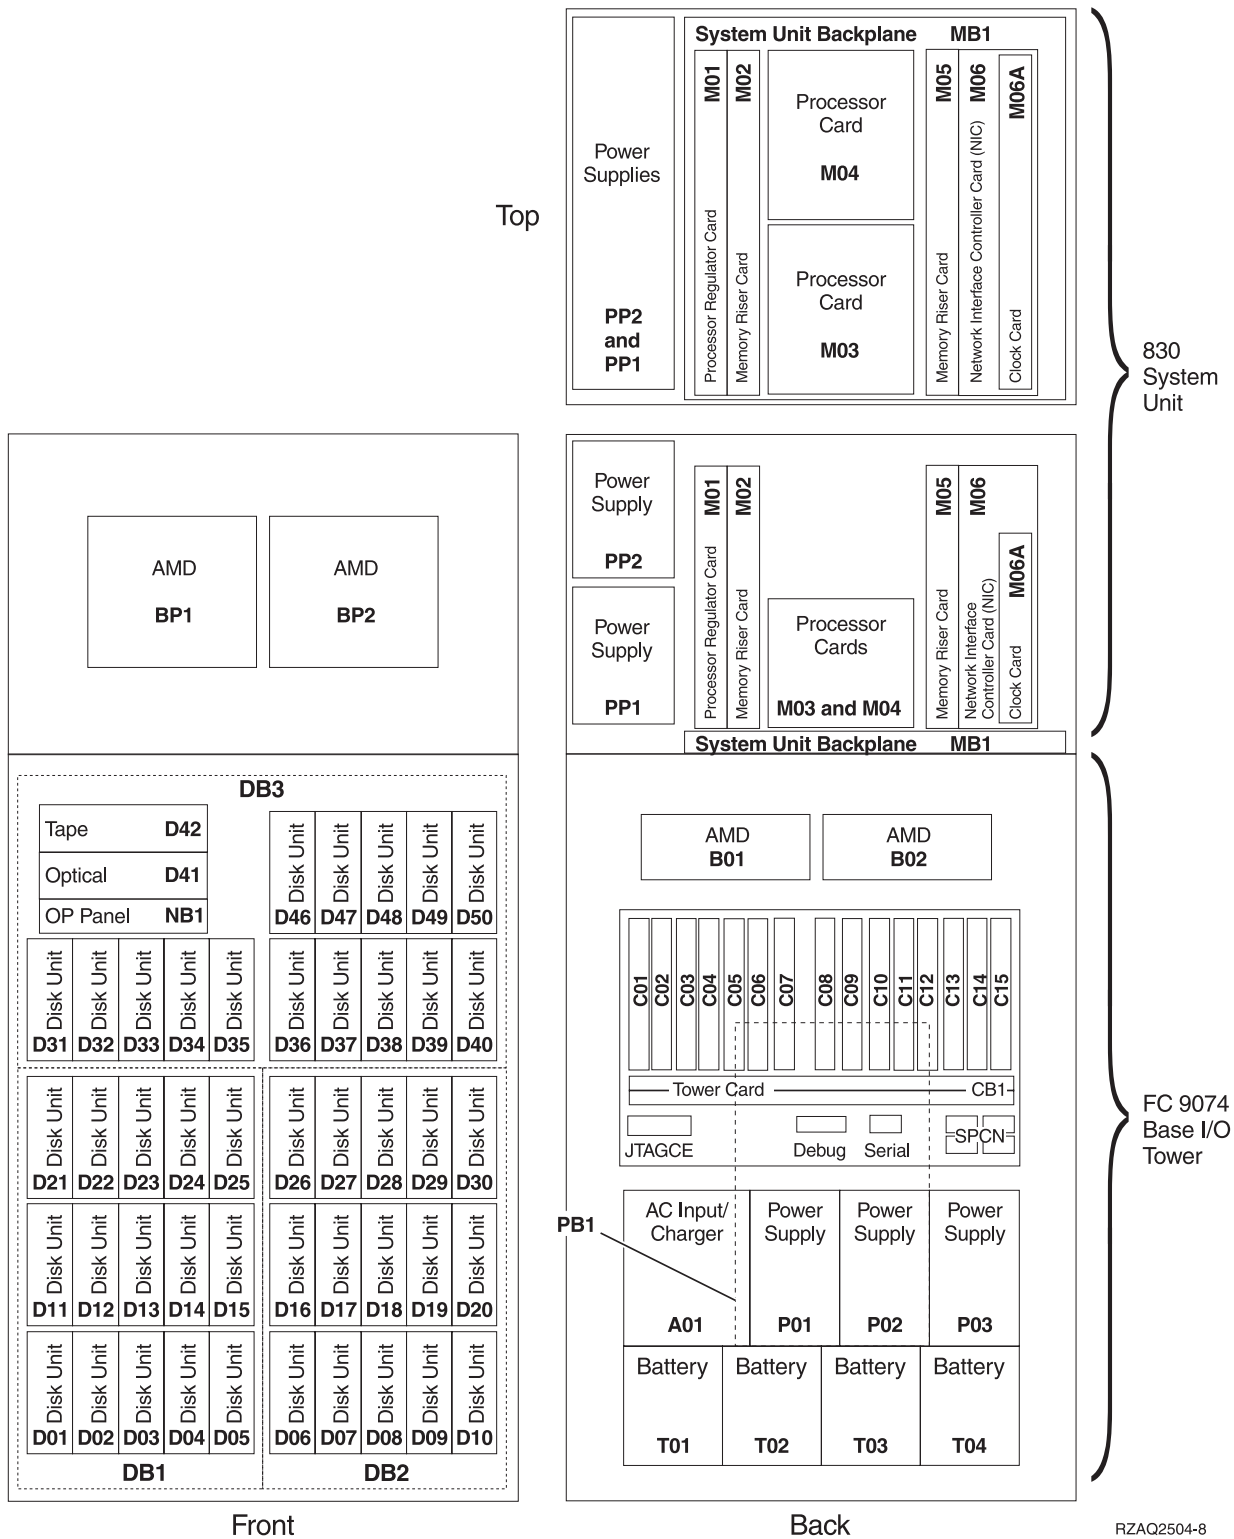 System Unit Backplane MB1
Power
Supplies
PP2
and
PP1
Processor Regulator Card M01
Memory Riser Card M02
Processor
Card
M04
Processor
Card
M03
Memory Riser Card M05
Network Interface Controller Card (NIC) M06
Clock Card M06A
Top
830
System
Unit
AMD
BP1
AMD
BP2
Power
Supply
PP2
Power
Supply
PP1
Processor Regulator Card M01
Memory Riser Card M02
Processor
Cards
M03 and M04
Memory Riser Card M05
Network Interface
Controller Card (NIC)
M06
Clock Card M06A
System Unit Backplane MB1
DB3
Tape D42
Optical D41
OP Panel NB1
Disk Unit D46
Disk Unit D47
Disk Unit D48
Disk Unit D49
Disk Unit D50
Disk Unit D31
Disk Unit D32
Disk Unit D33
Disk Unit D34
Disk Unit D35
Disk Unit D36
Disk Unit D37
Disk Unit D38
Disk Unit D39
Disk Unit D40
Disk Unit D21
Disk Unit D22
Disk Unit D23
Disk Unit D24
Disk Unit D25
Disk Unit D26
Disk Unit D27
Disk Unit D28
Disk Unit D29
Disk Unit D30
Disk Unit D11
Disk Unit D12
Disk Unit D13
Disk Unit D14
Disk Unit D15
Disk Unit D16
Disk Unit D17
Disk Unit D18
Disk Unit D19
Disk Unit D20
Disk Unit D01
Disk Unit D02
Disk Unit D03
Disk Unit D04
Disk Unit D05
Disk Unit D06
Disk Unit D07
Disk Unit D08
Disk Unit D09
Disk Unit D10
DB1
DB2
Front
AMD
B01
AMD
B02
C01
C02
C03
C04
C05
C06
C07
C08
C09
C10
C11
C12
C13
C14
C15
Tower Card CB1
JTAGCE
Debug
Serial
SPCN
FC 9074
Base I/O
Tower
PB1
AC Input/
Charger
A01
Power
Supply
P01
Power
Supply
P02
Power
Supply
P03
Battery
T01
Battery
T02
Battery
T03
Battery
T04
Back
RZAQ2504-8